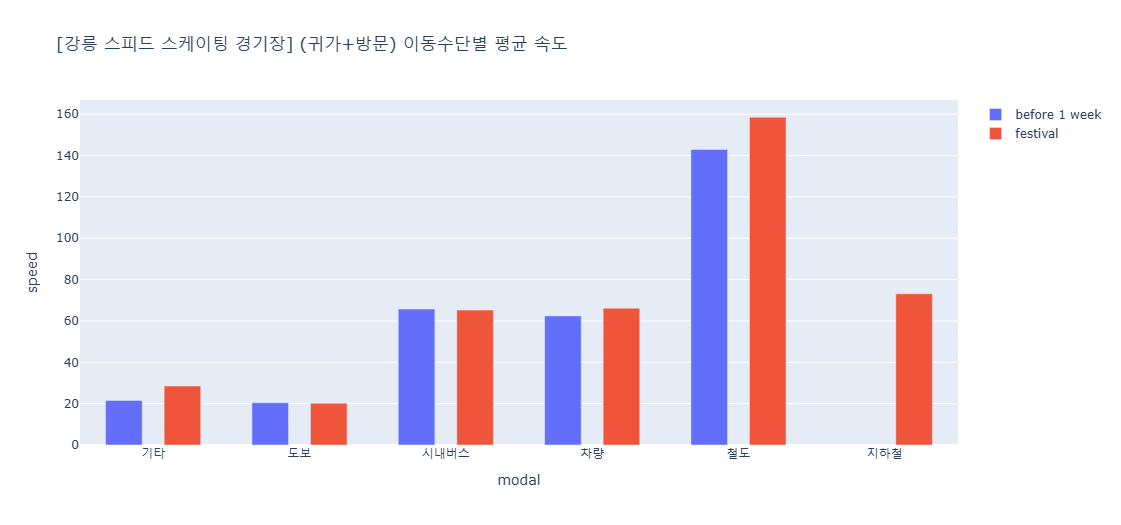 [강릉 스피드 스케이팅 경기장] (귀가+방문) 이동수단별 평균 속도
before 1 week
festival
speed
160
140
120
100
80
60
40
20
0
기타 도보 시내버스 차량 철도 지하철
modal